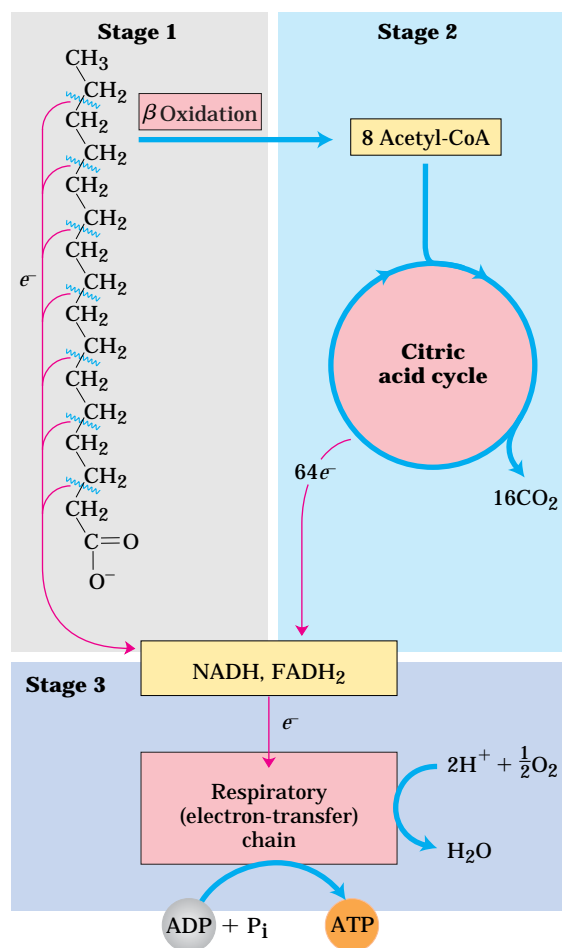 Stage 1
CH₃
CH₂
CH₂
CH₂
CH₂
CH₂
CH₂
CH₂
CH₂
CH₂
CH₂
CH₂
CH₂
CH₂
CH₂
C=O
O⁻
e⁻
β Oxidation
Stage 2
8 Acetyl-CoA
Citric
acid cycle
64e⁻
16CO₂
NADH, FADH₂
Stage 3
e⁻
Respiratory
(electron-transfer)
chain
2H⁺ + ½O₂
H₂O
ADP + Pᵢ
ATP